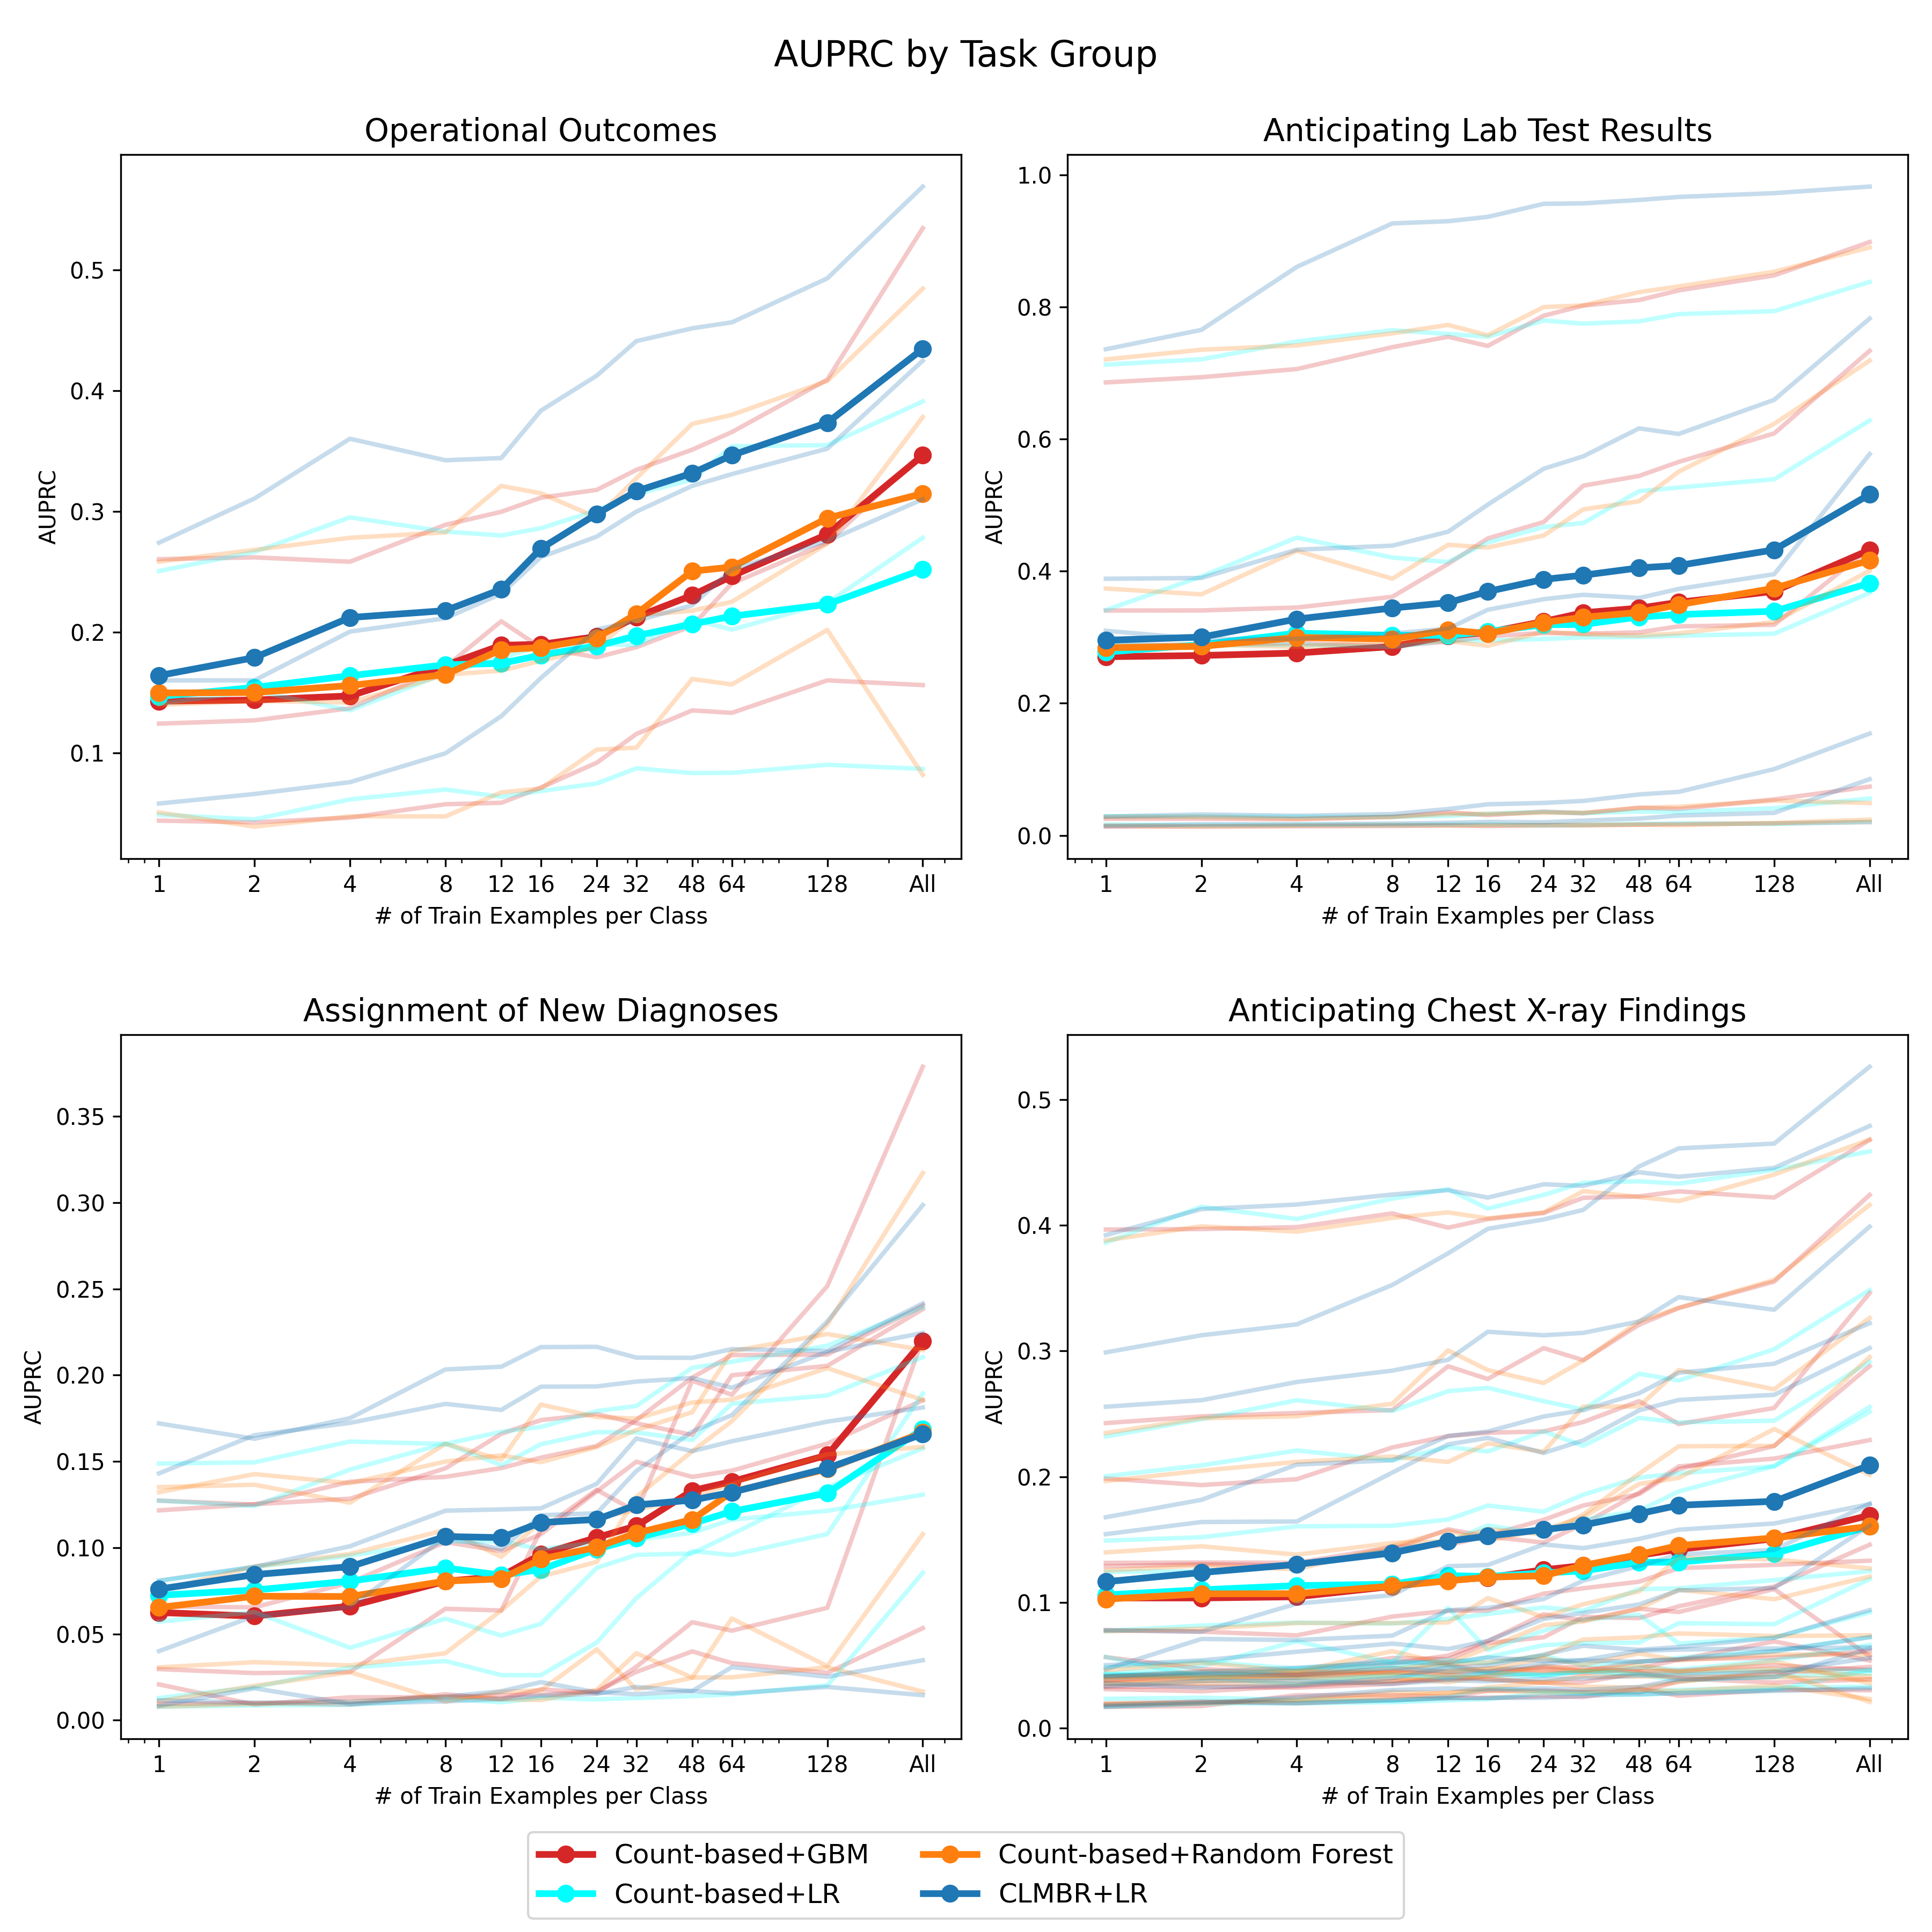 AUPRC by Task Group
Operational Outcomes
AUPRC
0.5
0.4
0.3
0.2
0.1
1 2 4 8 12 16 24 32 48 64 128 All
# of Train Examples per Class
Anticipating Lab Test Results
AUPRC
1.0
0.8
0.6
0.4
0.2
0.0
1 2 4 8 12 16 24 32 48 64 128 All
# of Train Examples per Class
Assignment of New Diagnoses
AUPRC
0.35
0.30
0.25
0.20
0.15
0.10
0.05
0.00
1 2 4 8 12 16 24 32 48 64 128 All
# of Train Examples per Class
Anticipating Chest X-ray Findings
AUPRC
0.5
0.4
0.3
0.2
0.1
0.0
1 2 4 8 12 16 24 32 48 64 128 All
# of Train Examples per Class
Count-based+GBM
Count-based+LR
Count-based+Random Forest
CLMBR+LR